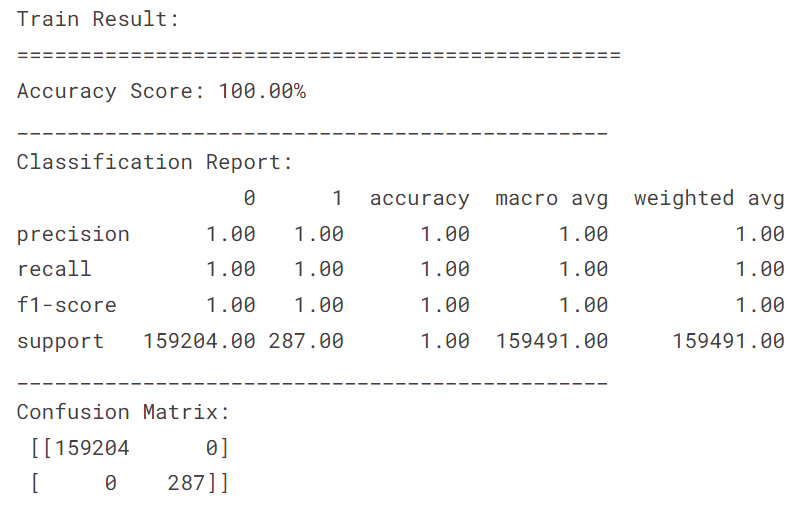 Train Result:
================================================
Accuracy Score: 100.00%
_______________________________________________
Classification Report:
                  0      1  accuracy  macro avg  weighted avg
precision      1.00   1.00      1.00       1.00          1.00
recall         1.00   1.00      1.00       1.00          1.00
f1-score       1.00   1.00      1.00       1.00          1.00
support   159204.00 287.00      1.00  159491.00     159491.00
_______________________________________________
Confusion Matrix:
 [[159204      0]
 [     0    287]]